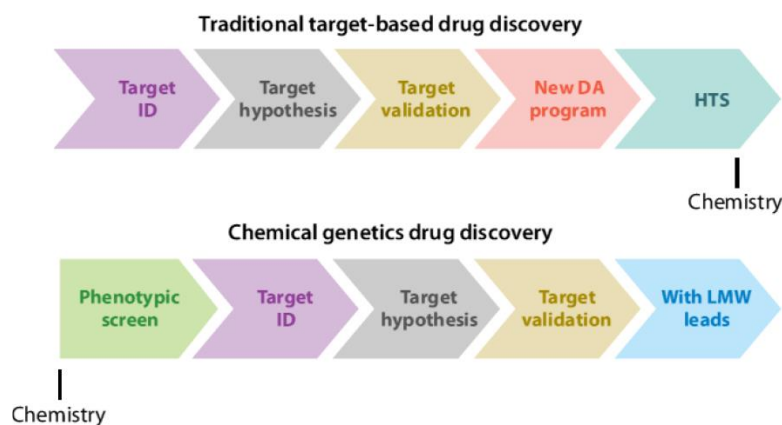 Traditional target-based drug discovery
Target
ID
Target
hypothesis
Target
validation
New DA
program
HTS
Chemistry
Chemical genetics drug discovery
Phenotypic
screen
Target
ID
Target
hypothesis
Target
validation
With LMW
leads
Chemistry